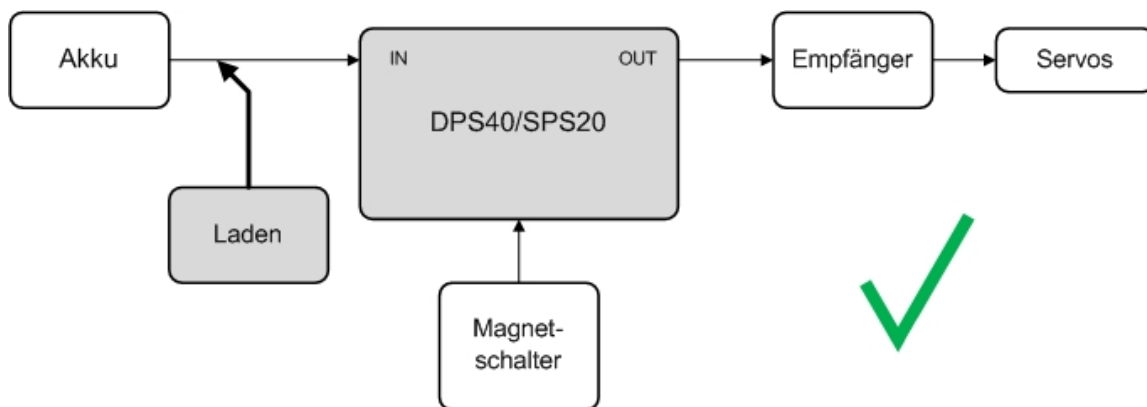 Akku
IN
OUT
Empfänger
Servos
DPS40/SPS20
Laden
Magnet-
schalter